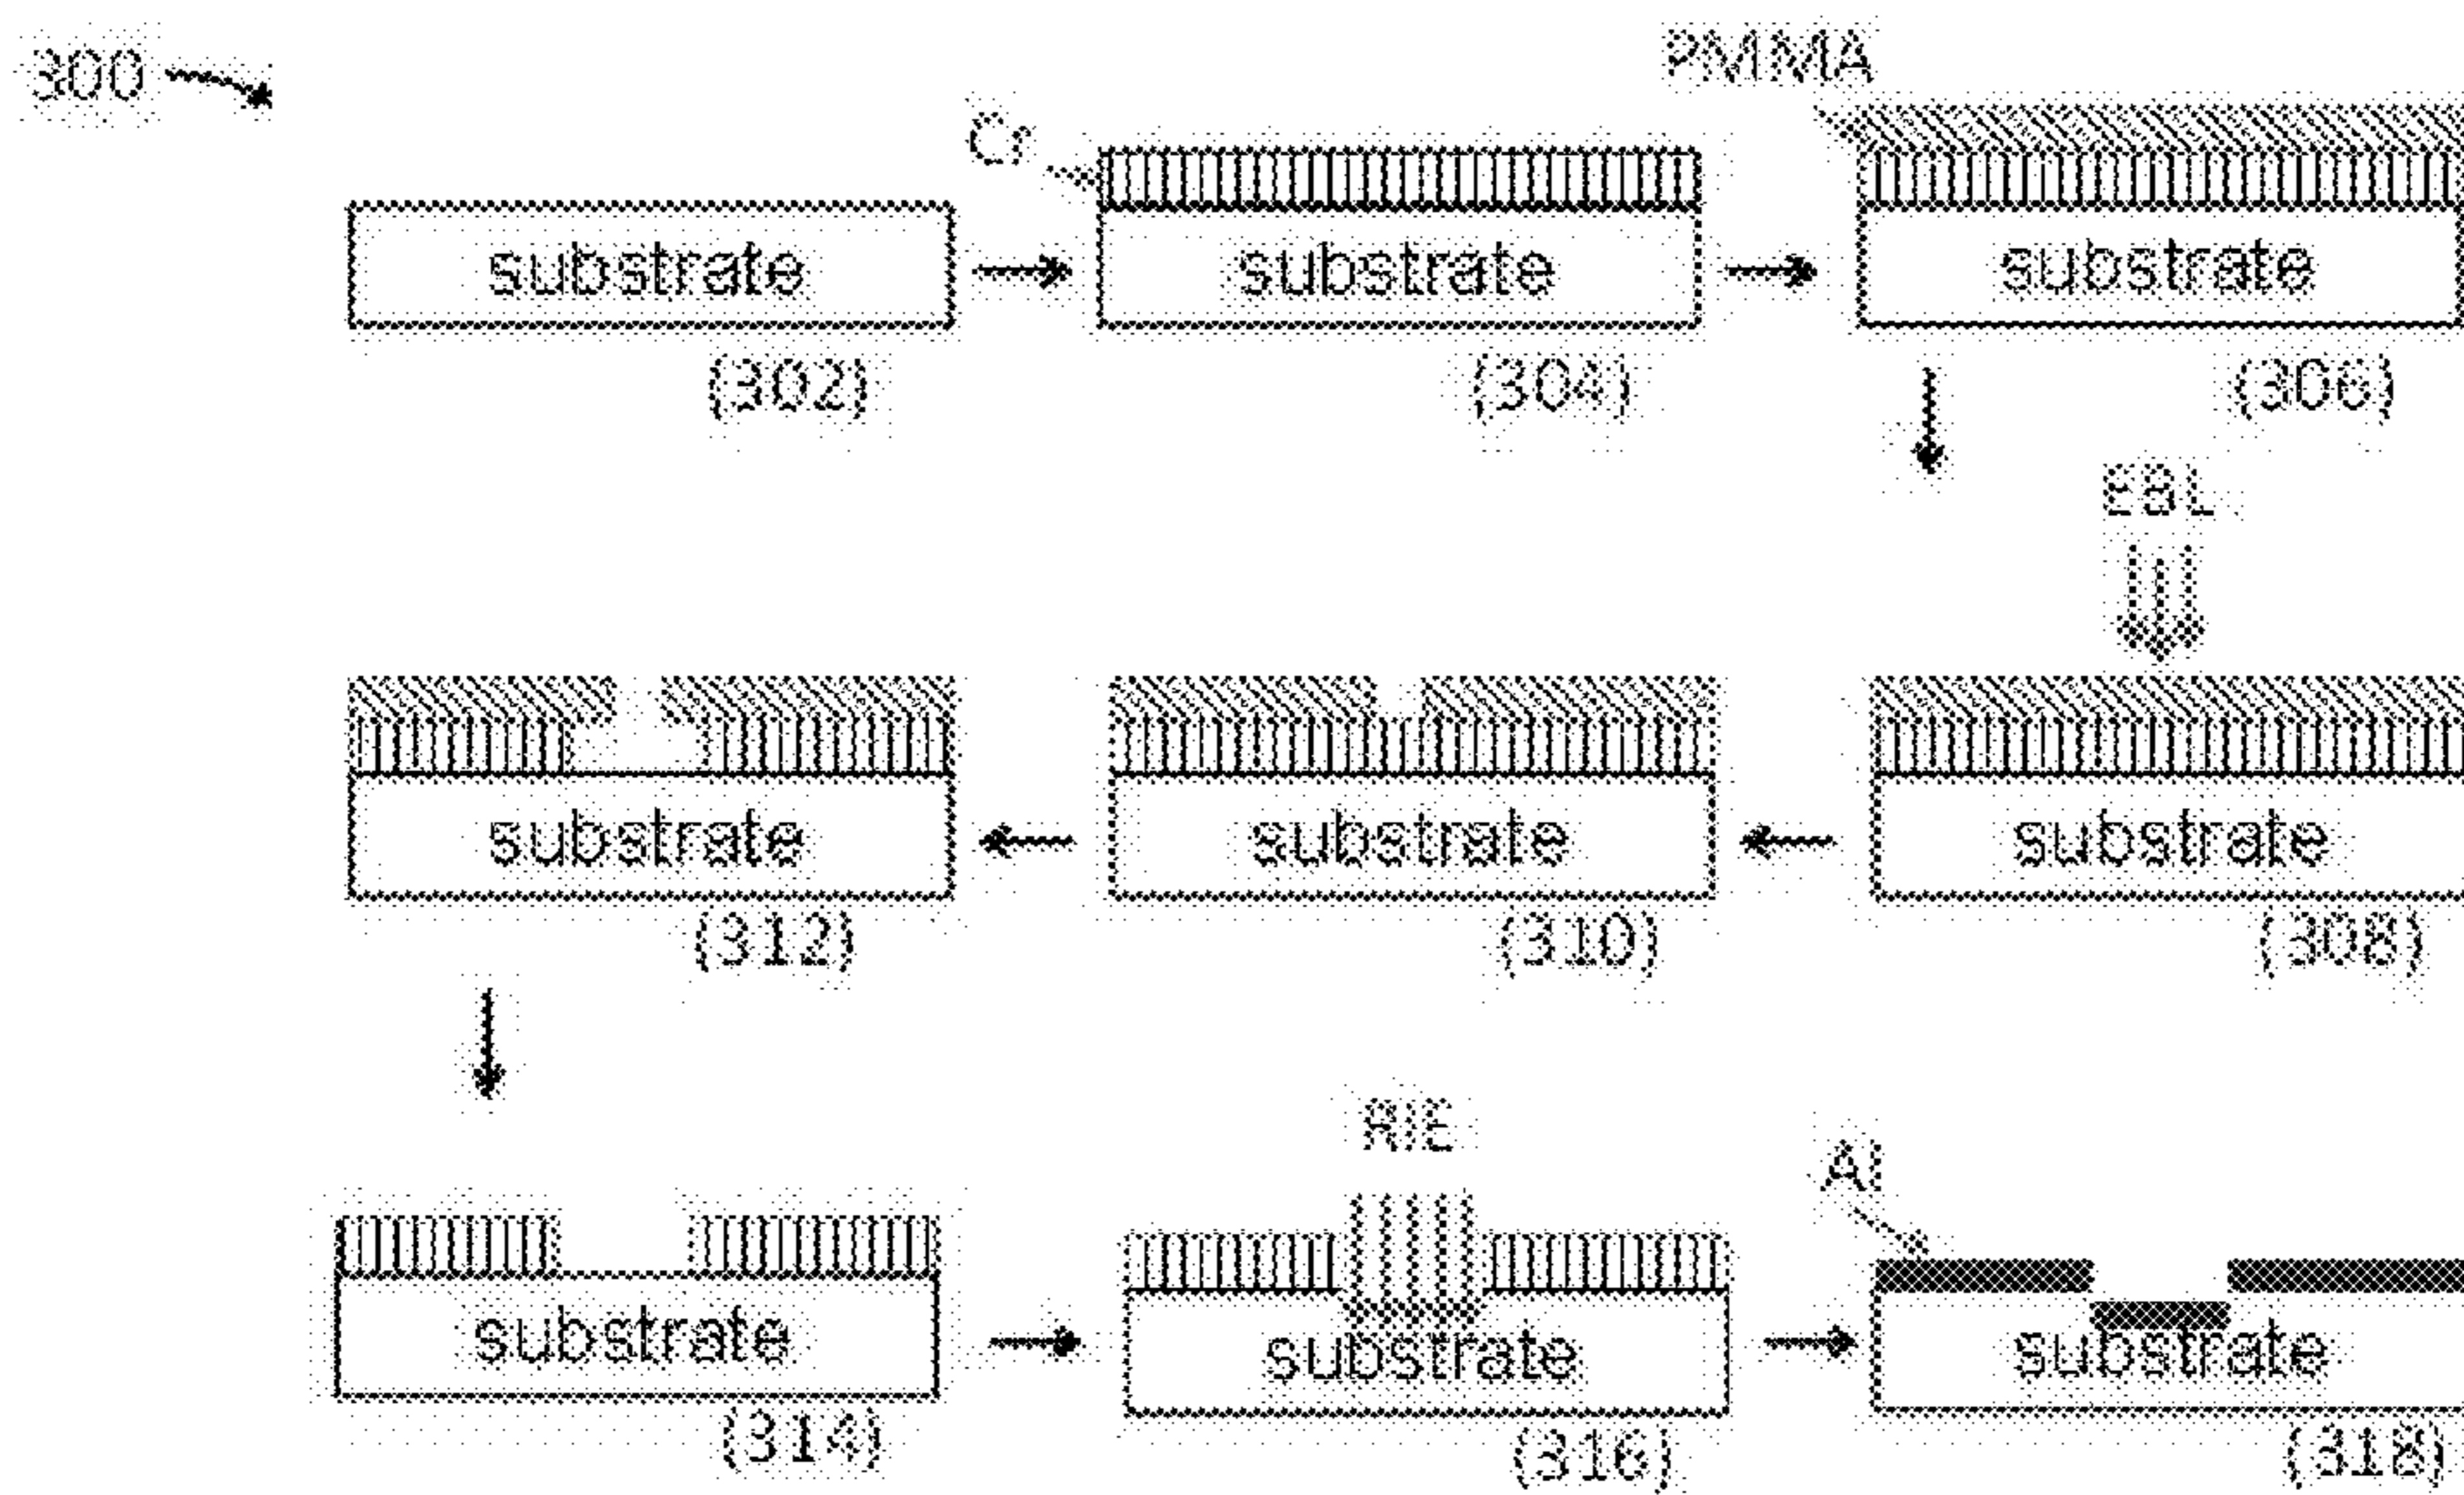 300
PMMA
Cr
substrate
substrate
substrate
(302)
(304)
(306)
EBL
substrate
substrate
substrate
(312)
(310)
(308)
RIE
Al
substrate
substrate
substrate
(314)
(316)
(318)